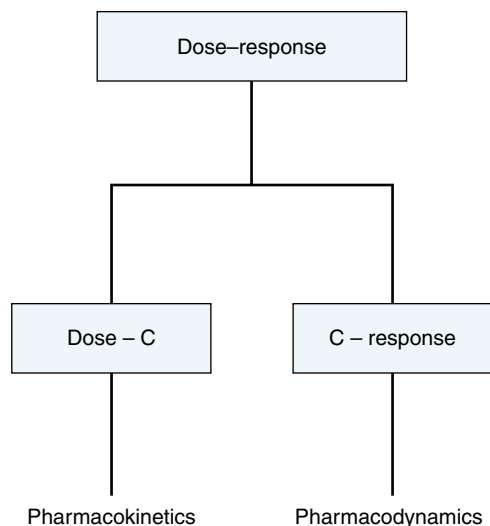 Dose–response
Dose – C
C – response
Pharmacokinetics
Pharmacodynamics